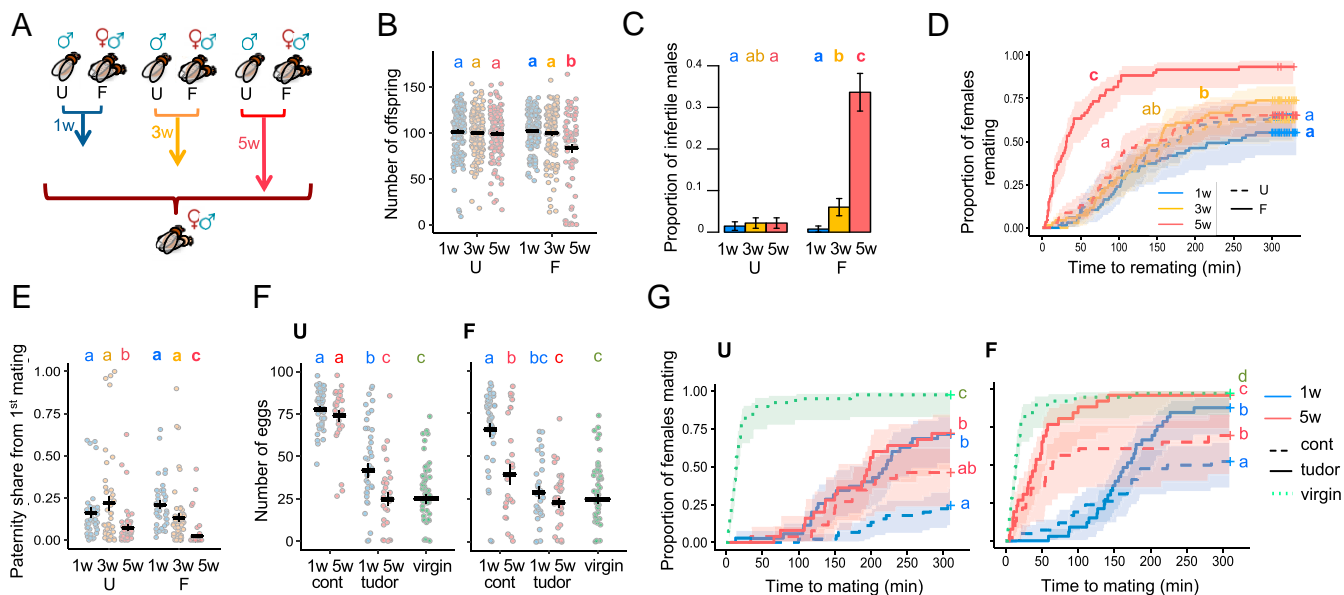 A
♂ ♀♂ ♂ ♀♂ ♂ ♀♂
U F U F U F
1w 3w 5w
♀♂
B
Number of offspring
150
100
50
0
a a a a a b
1w 3w 5w 1w 3w 5w
U F
C
Proportion of infertile males
0.4
0.2
0
a ab a a b c
1w 3w 5w 1w 3w 5w
U F
D
Proportion of females
remating
1.00
0.75
0.50
0.25
0.00
c
b
ab
a
a
a
1w
3w
5w
U
F
0 50 100 150 200 250 300
Time to remating (min)
E
Paternity share from 1st mating
1.00
0.75
0.50
0.25
0.00
a a b a a c
1w 3w 5w 1w 3w 5w
U F
F
U
Number of eggs
100
75
50
25
0
a a b c c
1w 5w 1w 5w virgin
cont tudor
F
a b bc c c
1w 5w 1w 5w virgin
cont tudor
G
U
Proportion of females mating
1.00
0.75
0.50
0.25
0.00
c
b
b
ab
a
0 50 100 150 200 250 300
Time to mating (min)
F
d
c
b
b
a
0 50 100 150 200 250 300
Time to mating (min)
1w
5w
cont
tudor
virgin